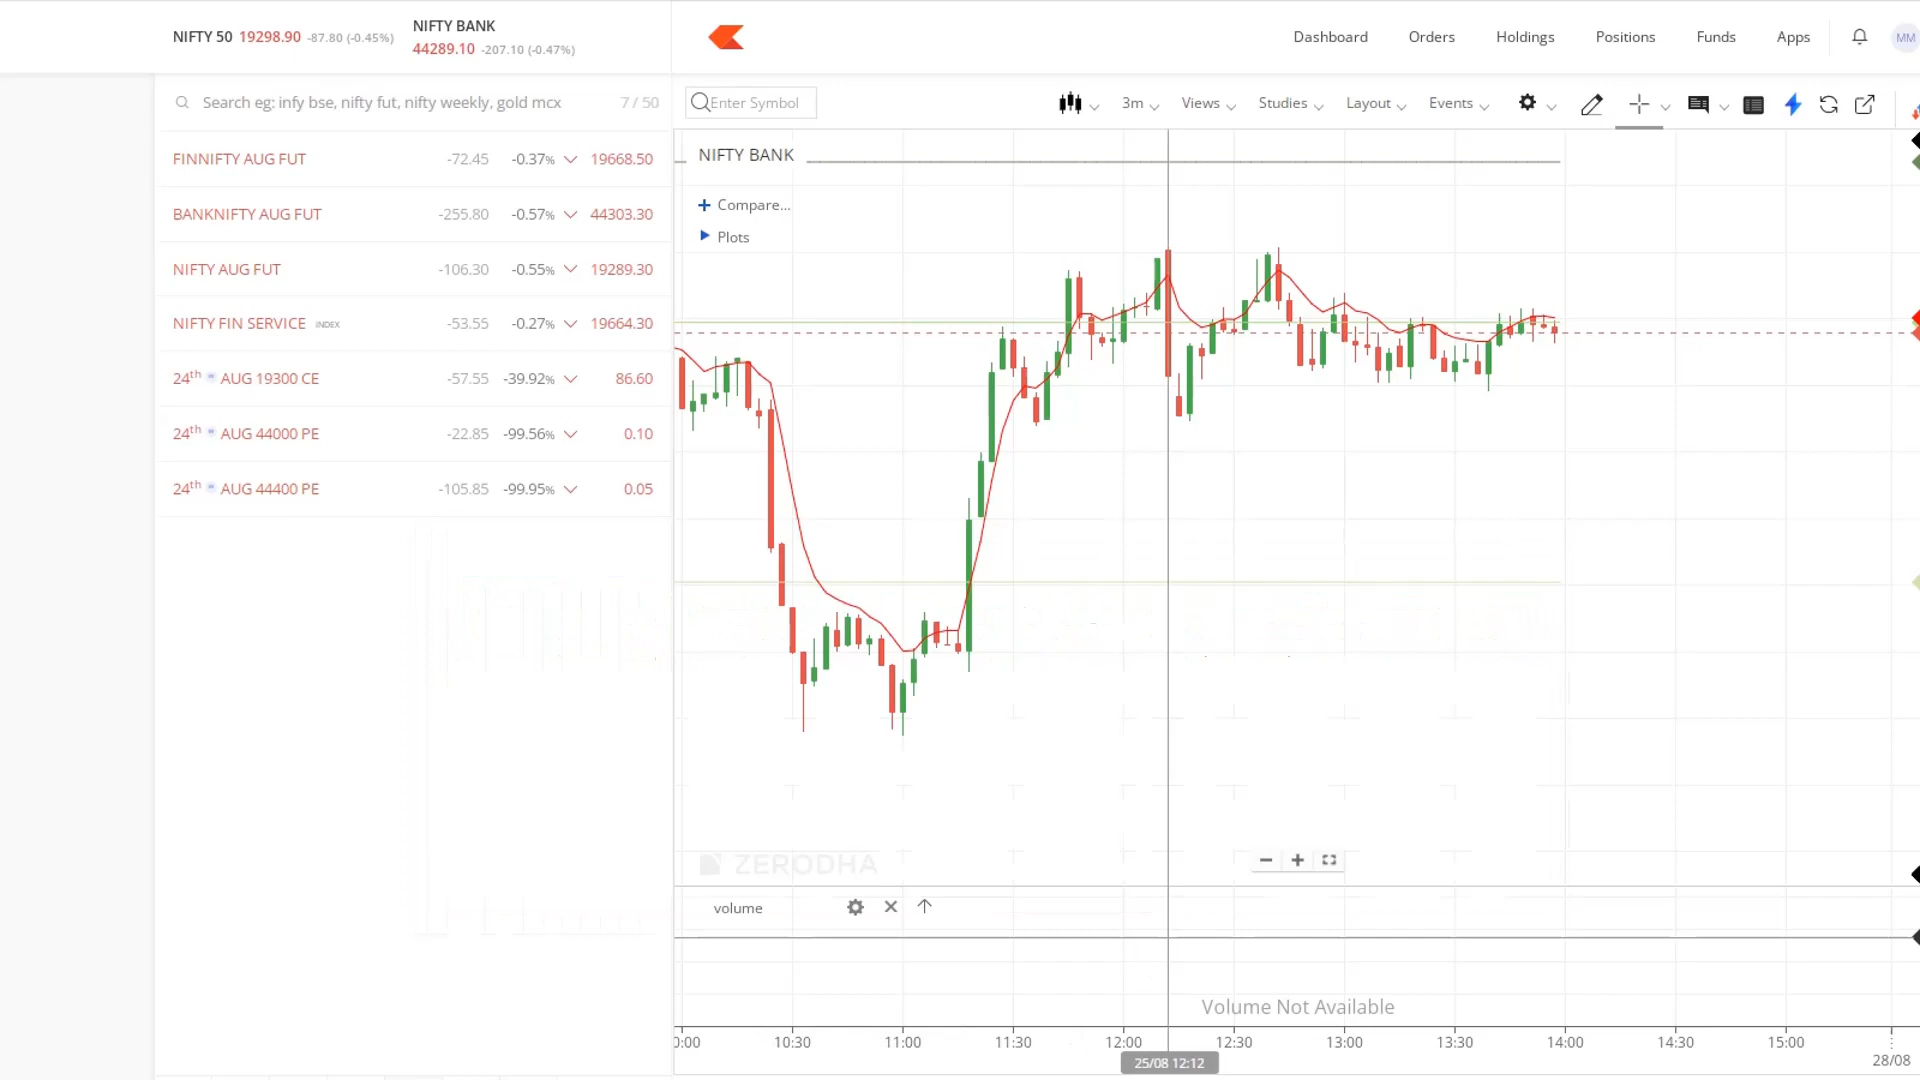 NIFTY 50 19298.90 -87.80 (-0.45%)
NIFTY BANK
44289.10 -207.10 (-0.47%)
Dashboard Orders Holdings Positions Funds Apps MM
Search eg: infy bse, nifty fut, nifty weekly, gold mcx 7 / 50
Enter Symbol 3m Views Studies Layout Events
FINNIFTY AUG FUT -72.45 -0.37% 19668.50
BANKNIFTY AUG FUT -255.80 -0.57% 44303.30
NIFTY AUG FUT -106.30 -0.55% 19289.30
NIFTY FIN SERVICE INDEX -53.55 -0.27% 19664.30
24th w AUG 19300 CE -57.55 -39.92% 86.60
24th w AUG 44000 PE -22.85 -99.56% 0.10
24th w AUG 44400 PE -105.85 -99.95% 0.05
NIFTY BANK
Compare...
Plots
ZERODHA
volume
Volume Not Available
0:00 10:30 11:00 11:30 12:00 12:30 13:00 13:30 14:00 14:30 15:00
25/08 12:12
28/08